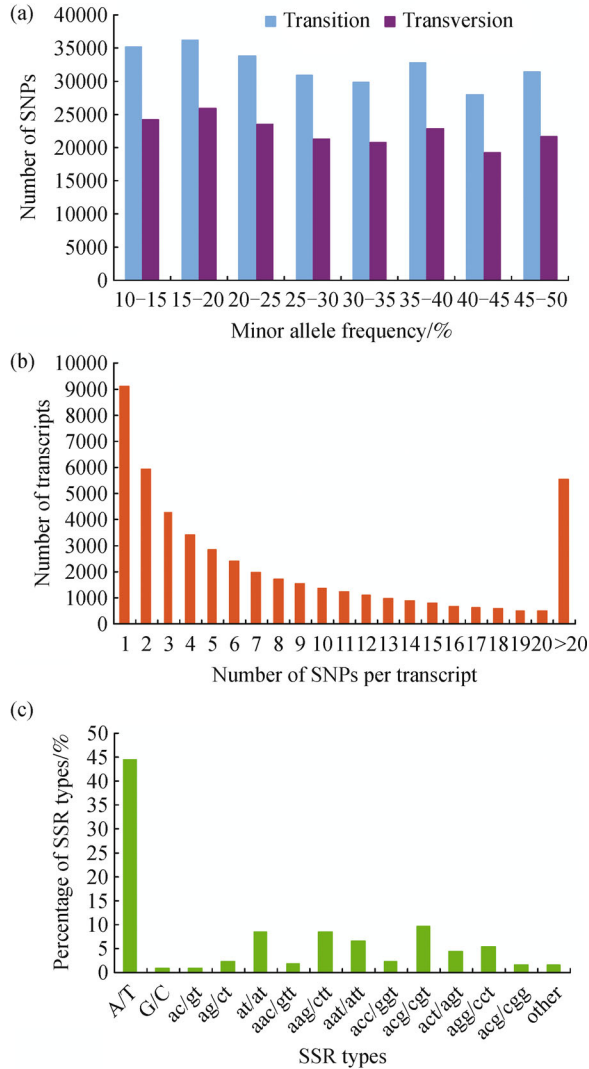 (a)
Transition Transversion
Number of SNPs
40000
35000
30000
25000
20000
15000
10000
5000
0
10−15 15−20 20−25 25−30 30−35 35−40 40−45 45−50
Minor allele frequency/%
(b)
Number of transcripts
10000
9000
8000
7000
6000
5000
4000
3000
2000
1000
0
1 2 3 4 5 6 7 8 9 10 11 12 13 14 15 16 17 18 19 20 >20
Number of SNPs per transcript
(c)
Percentage of SSR types/%
50
45
40
35
30
25
20
15
10
5
0
A/T G/C ac/gt ag/ct at/at aac/gtt aag/ctt aat/att acc/ggt acg/cgt act/agt agg/cct acg/cgg other
SSR types